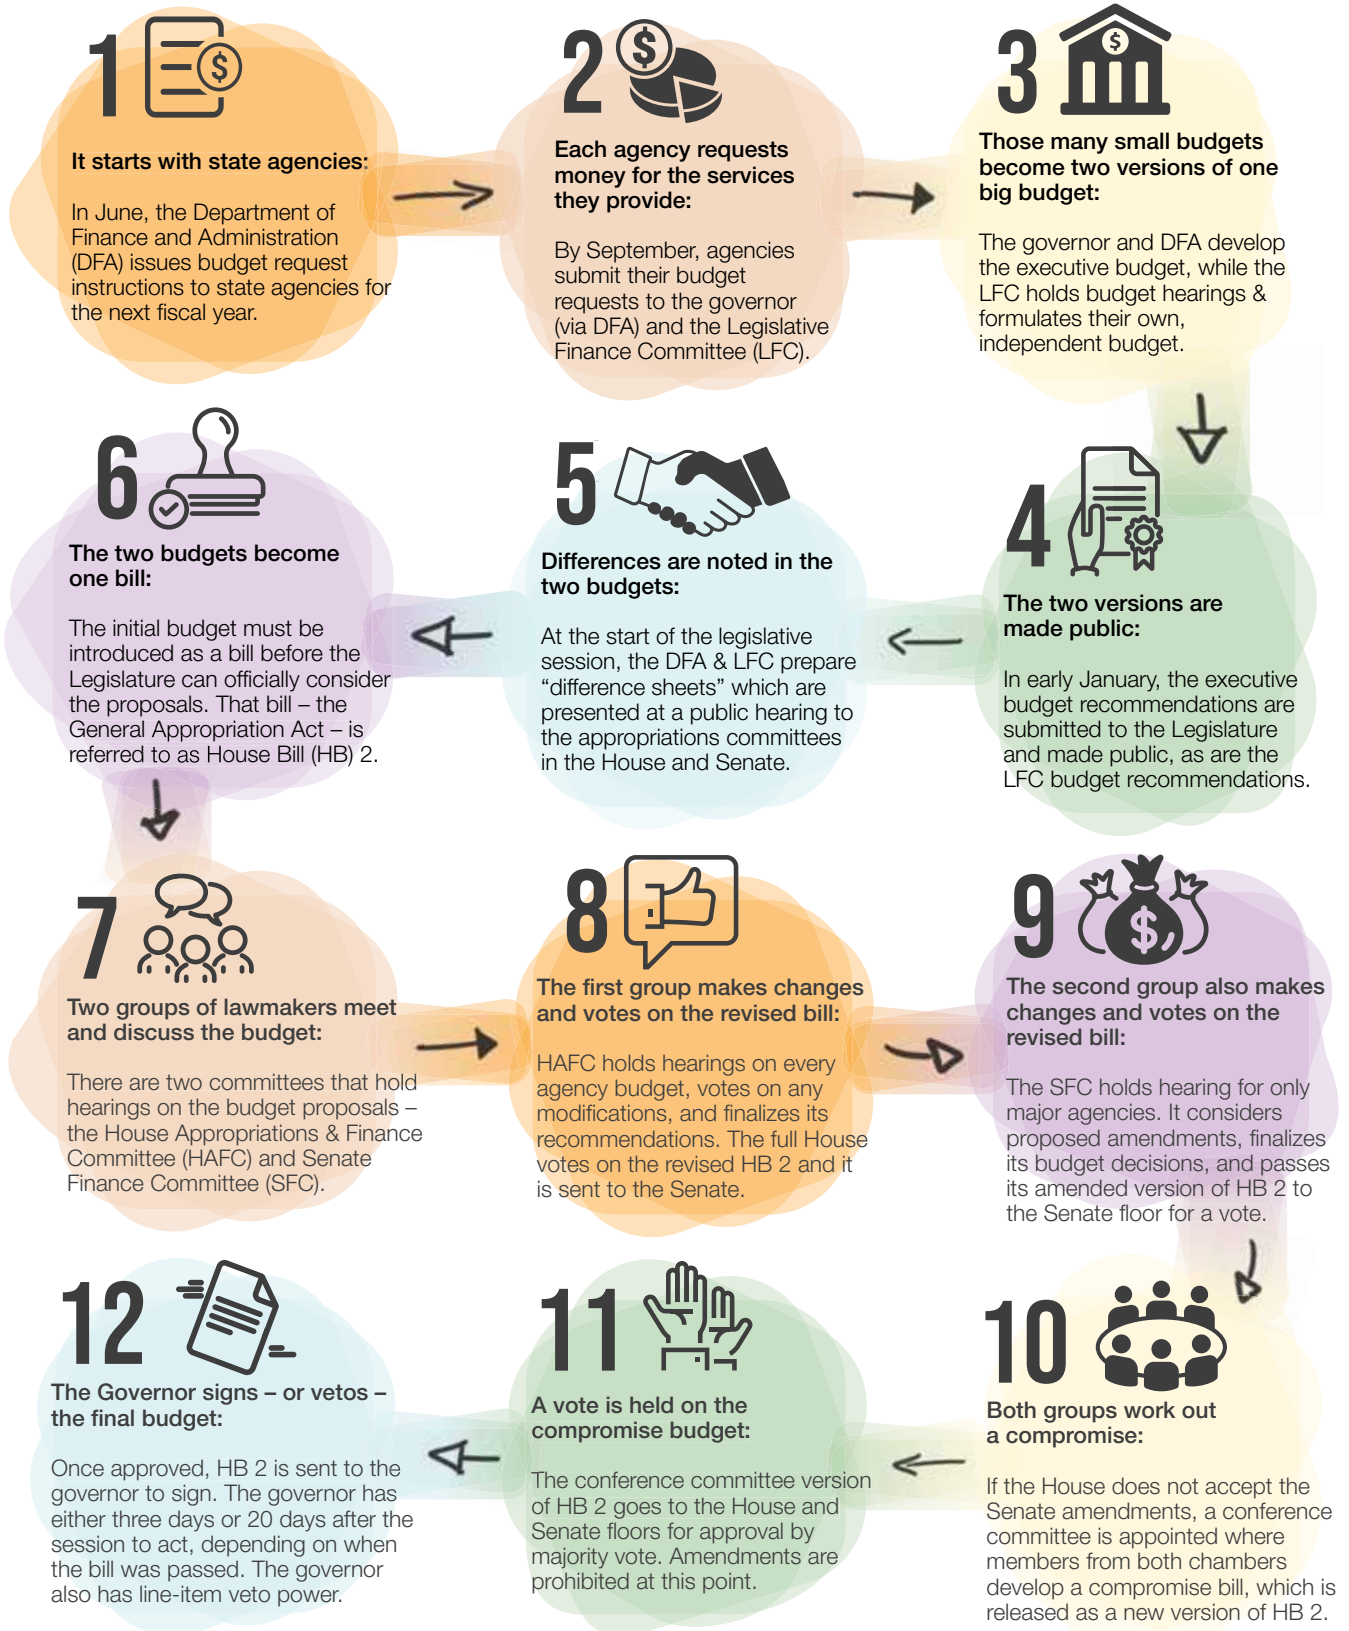 1
It starts with state agencies:
In June, the Department of
Finance and Administration
(DFA) issues budget request
instructions to state agencies for
the next fiscal year.
2
$
Each agency requests
money for the services
they provide:
By September, agencies
submit their budget
requests to the governor
(via DFA) and the Legislative
Finance Committee (LFC).
3
$
Those many small budgets
become two versions of one
big budget:
The governor and DFA develop
the executive budget, while the
LFC holds budget hearings &
formulates their own,
independent budget.
4
The two versions are
made public:
In early January, the executive
budget recommendations are
submitted to the Legislature
and made public, as are the
LFC budget recommendations.
5
Differences are noted in the
two budgets:
At the start of the legislative
session, the DFA & LFC prepare
“difference sheets” which are
presented at a public hearing to
the appropriations committees
in the House and Senate.
6
The two budgets become
one bill:
The initial budget must be
introduced as a bill before the
Legislature can officially consider
the proposals. That bill – the
General Appropriation Act – is
referred to as House Bill (HB) 2.
7
Two groups of lawmakers meet
and discuss the budget:
There are two committees that hold
hearings on the budget proposals –
the House Appropriations & Finance
Committee (HAFC) and Senate
Finance Committee (SFC).
8
The first group makes changes
and votes on the revised bill:
HAFC holds hearings on every
agency budget, votes on any
modifications, and finalizes its
recommendations. The full House
votes on the revised HB 2 and it
is sent to the Senate.
9
$
The second group also makes
changes and votes on the
revised bill:
The SFC holds hearing for only
major agencies. It considers
proposed amendments, finalizes
its budget decisions, and passes
its amended version of HB 2 to
the Senate floor for a vote.
10
Both groups work out
a compromise:
If the House does not accept the
Senate amendments, a conference
committee is appointed where
members from both chambers
develop a compromise bill, which is
released as a new version of HB 2.
11
A vote is held on the
compromise budget:
The conference committee version
of HB 2 goes to the House and
Senate floors for approval by
majority vote. Amendments are
prohibited at this point.
12
The Governor signs – or vetos –
the final budget:
Once approved, HB 2 is sent to the
governor to sign. The governor has
either three days or 20 days after the
session to act, depending on when
the bill was passed. The governor
also has line-item veto power.